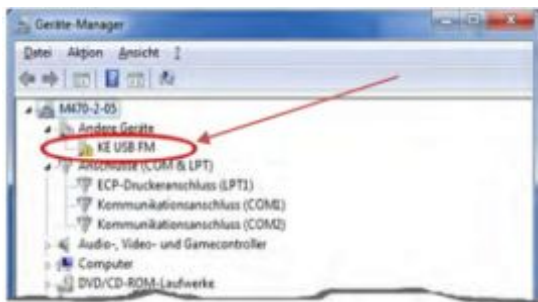 Geräte-Manager
Datei Aktion Ansicht ?
M470-2-05
Andere Geräte
KE USB FM
Anschlüsse (COM & LPT)
ECP-Druckeranschluss (LPT1)
Kommunikationsanschluss (COM1)
Kommunikationsanschluss (COM2)
Audio-, Video- und Gamecontroller
Computer
DVD/CD-ROM-Laufwerke